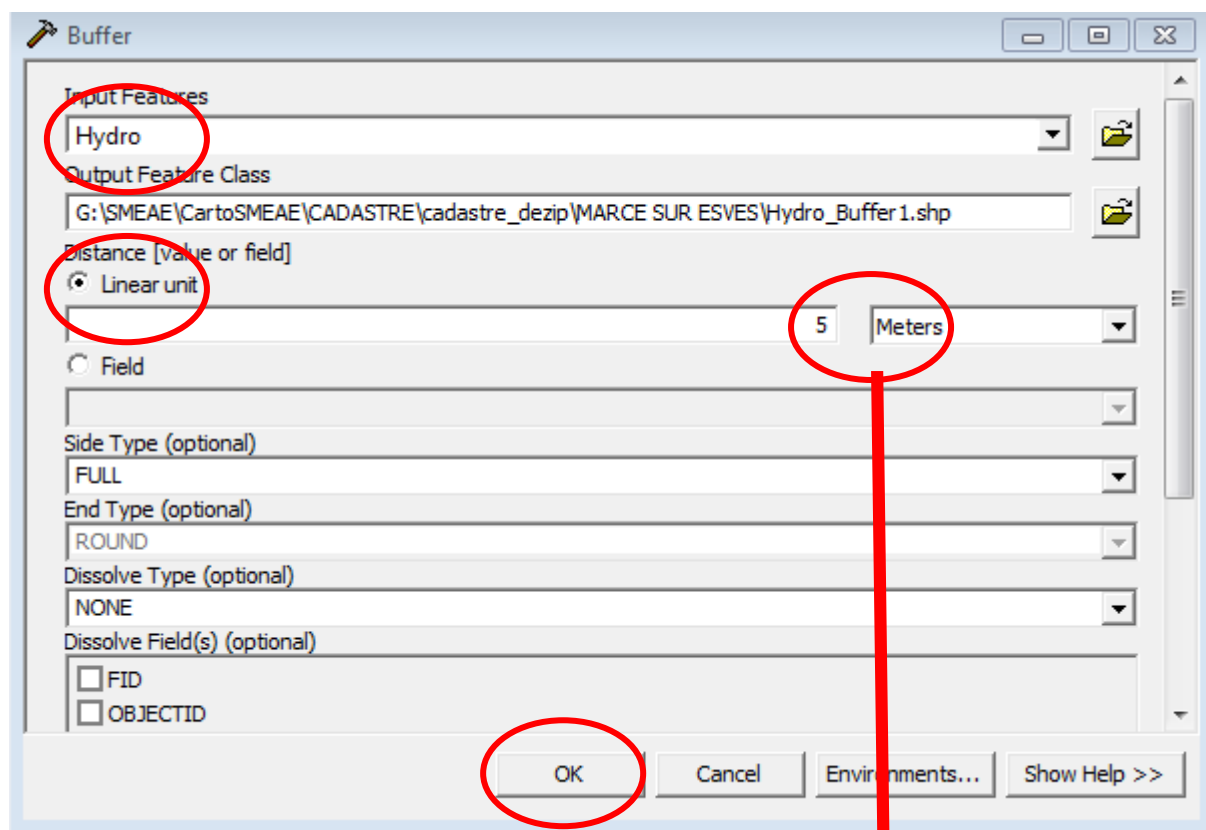 Buffer
Input Features
Hydro
Output Feature Class
G:\SMEAE\CartoSMEAE\CADASTRE\cadastre_dezip\MARCE SUR ESVES\Hydro_Buffer1.shp
Distance [value or field]
Linear unit
5 Meters
Field
Side Type (optional)
FULL
End Type (optional)
ROUND
Dissolve Type (optional)
NONE
Dissolve Field(s) (optional)
FID
OBJECTID
OK Cancel Environments... Show Help >>